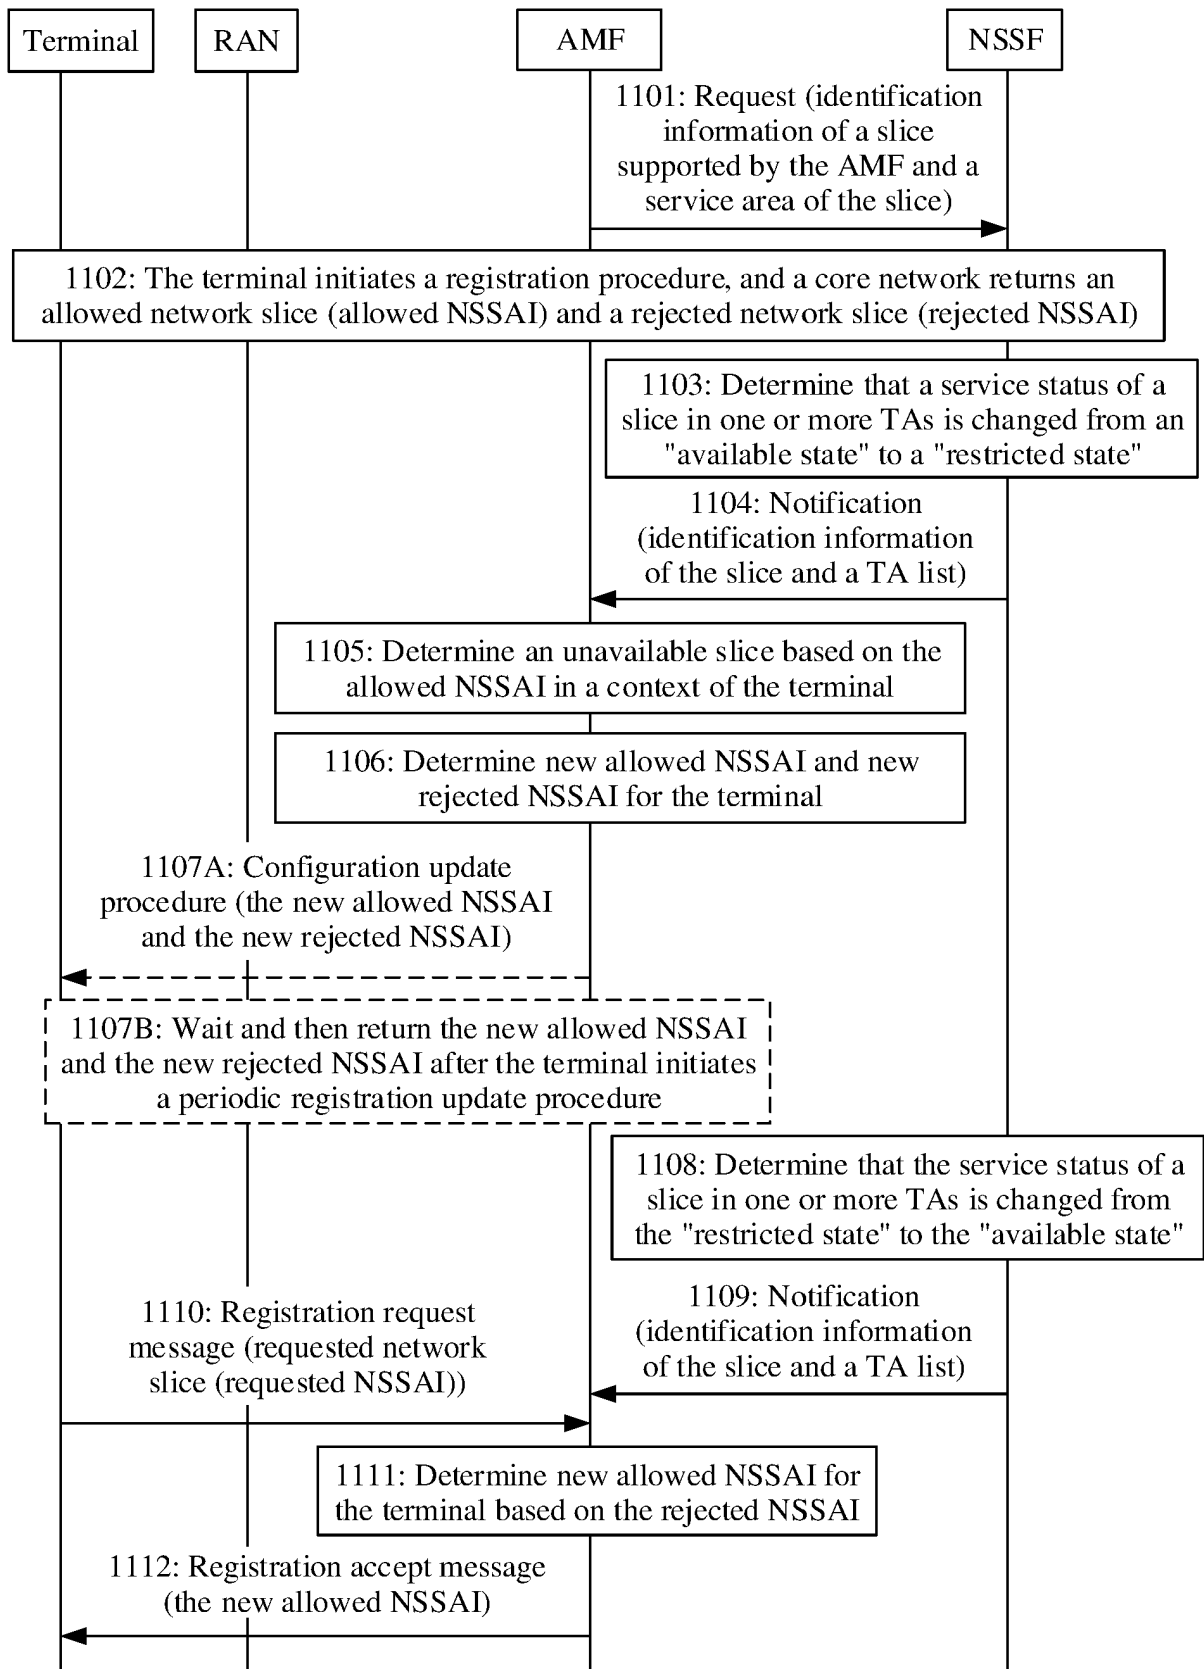 Terminal
RAN
AMF
NSSF
1101: Request (identification
information of a slice
supported by the AMF and a
service area of the slice)
1102: The terminal initiates a registration procedure, and a core network returns an
allowed network slice (allowed NSSAI) and a rejected network slice (rejected NSSAI)
1103: Determine that a service status of a
slice in one or more TAs is changed from an
"available state" to a "restricted state"
1104: Notification
(identification information
of the slice and a TA list)
1105: Determine an unavailable slice based on the
allowed NSSAI in a context of the terminal
1106: Determine new allowed NSSAI and new
rejected NSSAI for the terminal
1107A: Configuration update
procedure (the new allowed NSSAI
and the new rejected NSSAI)
1107B: Wait and then return the new allowed NSSAI
and the new rejected NSSAI after the terminal initiates
a periodic registration update procedure
1108: Determine that the service status of a
slice in one or more TAs is changed from
the "restricted state" to the "available state"
1109: Notification
(identification information
of the slice and a TA list)
1110: Registration request
message (requested network
slice (requested NSSAI))
1111: Determine new allowed NSSAI for
the terminal based on the rejected NSSAI
1112: Registration accept message
(the new allowed NSSAI)